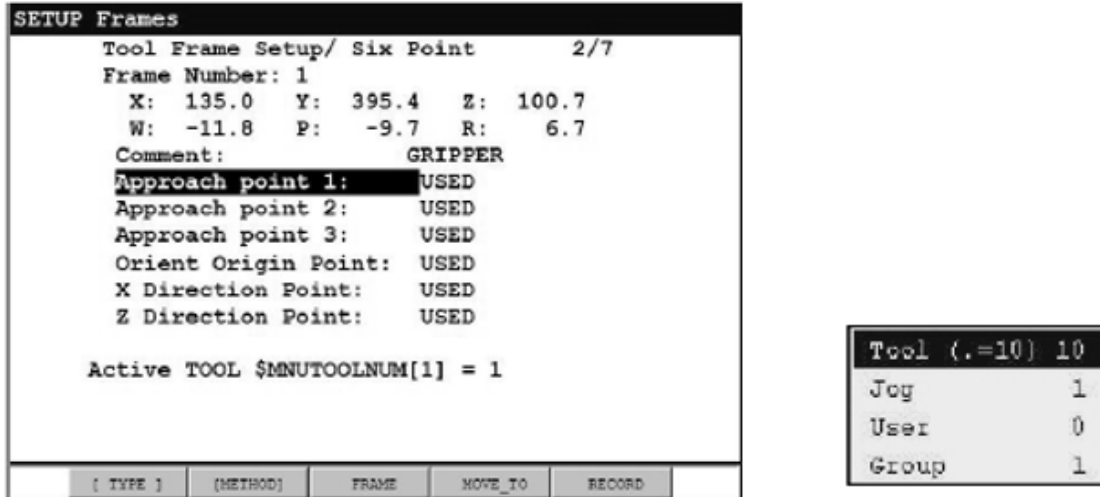 SETUP Frames
Tool Frame Setup/ Six Point 2/7
Frame Number: 1
X: 135.0 Y: 395.4 Z: 100.7
W: -11.8 P: -9.7 R: 6.7
Comment: GRIPPER
Approach point 1: USED
Approach point 2: USED
Approach point 3: USED
Orient Origin Point: USED
X Direction Point: USED
Z Direction Point: USED
Active TOOL $MNUTOOLNUM[1] = 1
[ TYPE ] [METHOD] FRAME MOVE_TO RECORD
Tool (.=10) 10
Jog 1
User 0
Group 1